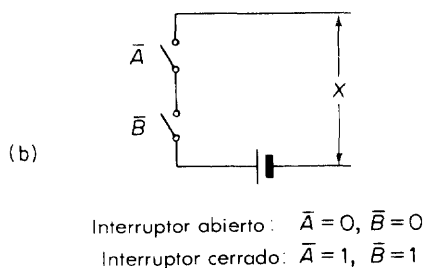 A̅
X
B̅
(b)
Interruptor abierto: A̅ = 0, B̅ = 0
Interruptor cerrado: A̅ = 1, B̅ = 1